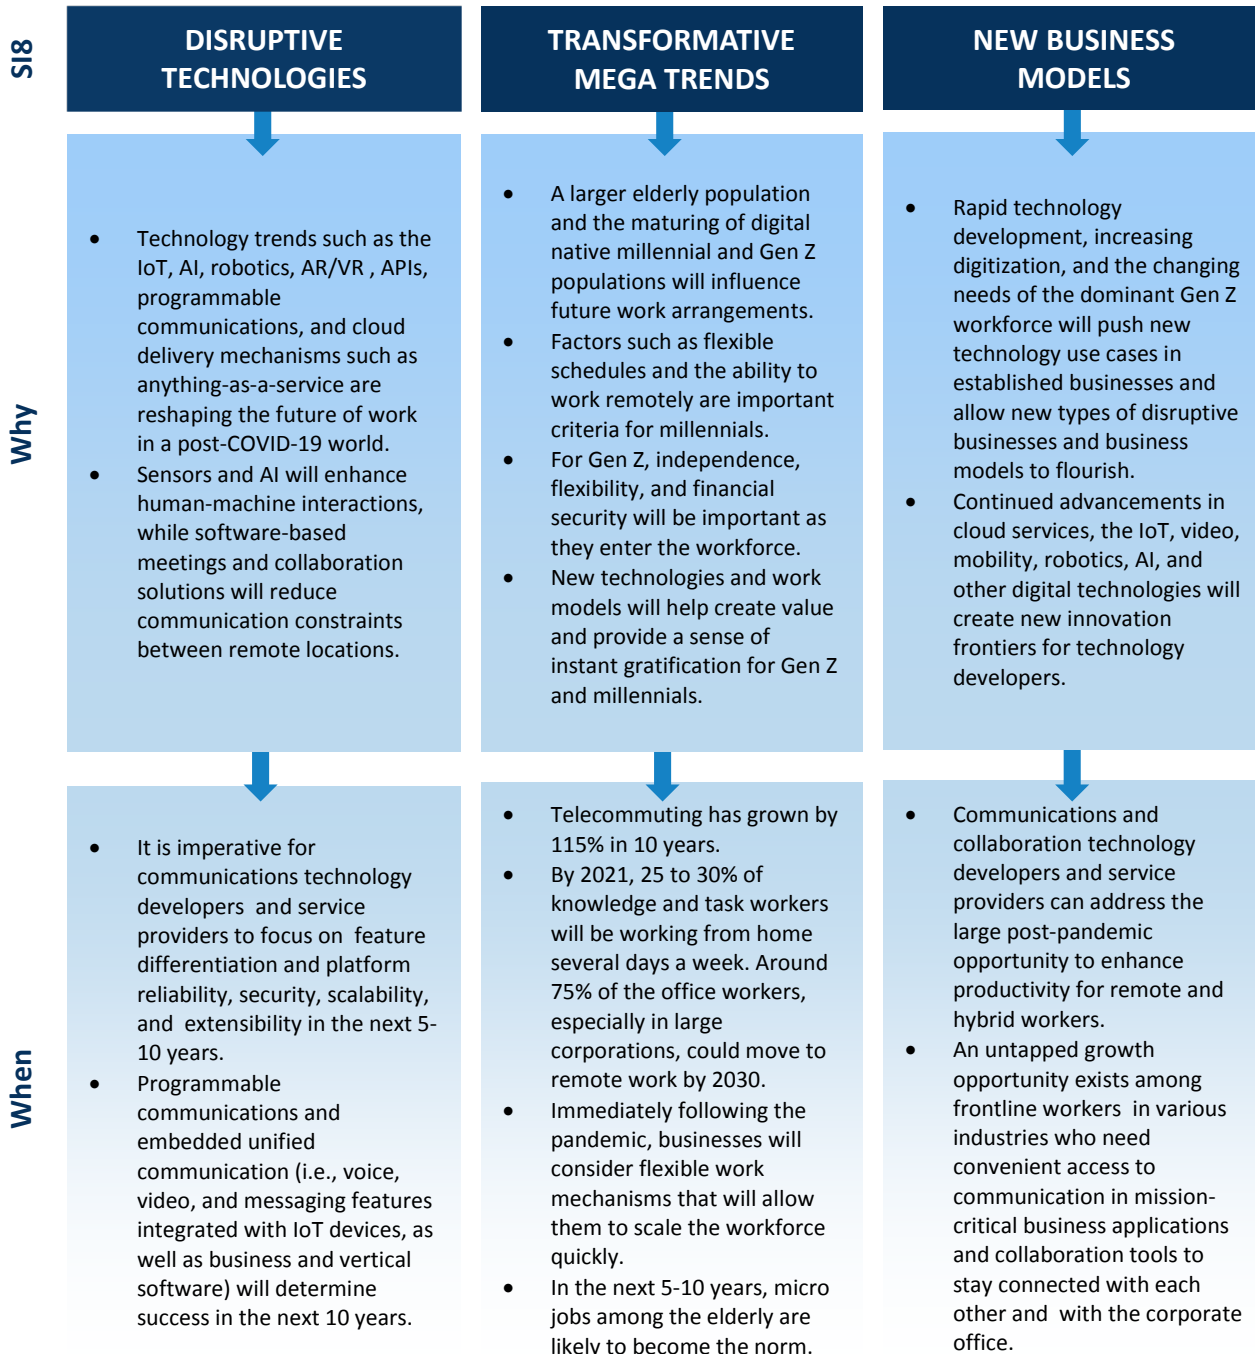 SI8
DISRUPTIVE
TECHNOLOGIES
TRANSFORMATIVE
MEGA TRENDS
NEW BUSINESS
MODELS
Why
• Technology trends such as the
IoT, AI, robotics, AR/VR , APIs,
programmable
communications, and cloud
delivery mechanisms such as
anything-as-a-service are
reshaping the future of work
in a post-COVID-19 world.
• Sensors and AI will enhance
human-machine interactions,
while software-based
meetings and collaboration
solutions will reduce
communication constraints
between remote locations.
• A larger elderly population
and the maturing of digital
native millennial and Gen Z
populations will influence
future work arrangements.
• Factors such as flexible
schedules and the ability to
work remotely are important
criteria for millennials.
• For Gen Z, independence,
flexibility, and financial
security will be important as
they enter the workforce.
• New technologies and work
models will help create value
and provide a sense of
instant gratification for Gen Z
and millennials.
• Rapid technology
development, increasing
digitization, and the changing
needs of the dominant Gen Z
workforce will push new
technology use cases in
established businesses and
allow new types of disruptive
businesses and business
models to flourish.
• Continued advancements in
cloud services, the IoT, video,
mobility, robotics, AI, and
other digital technologies will
create new innovation
frontiers for technology
developers.
When
• It is imperative for
communications technology
developers and service
providers to focus on feature
differentiation and platform
reliability, security, scalability,
and extensibility in the next 5-
10 years.
• Programmable
communications and
embedded unified
communication (i.e., voice,
video, and messaging features
integrated with IoT devices, as
well as business and vertical
software) will determine
success in the next 10 years.
• Telecommuting has grown by
115% in 10 years.
• By 2021, 25 to 30% of
knowledge and task workers
will be working from home
several days a week. Around
75% of the office workers,
especially in large
corporations, could move to
remote work by 2030.
• Immediately following the
pandemic, businesses will
consider flexible work
mechanisms that will allow
them to scale the workforce
quickly.
• In the next 5-10 years, micro
jobs among the elderly are
likely to become the norm.
• Communications and
collaboration technology
developers and service
providers can address the
large post-pandemic
opportunity to enhance
productivity for remote and
hybrid workers.
• An untapped growth
opportunity exists among
frontline workers in various
industries who need
convenient access to
communication in mission-
critical business applications
and collaboration tools to
stay connected with each
other and with the corporate
office.